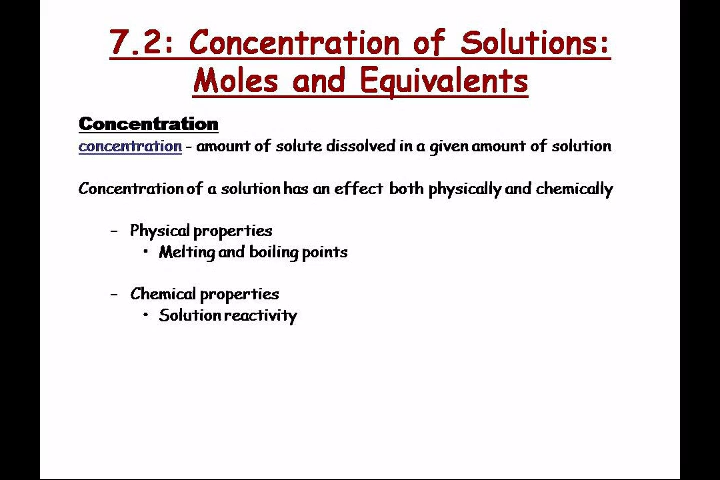 7.2: Concentration of Solutions:
Moles and Equivalents
Concentration
concentration - amount of solute dissolved in a given amount of solution
Concentration of a solution has an effect both physically and chemically
– Physical properties
• Melting and boiling points
– Chemical properties
• Solution reactivity